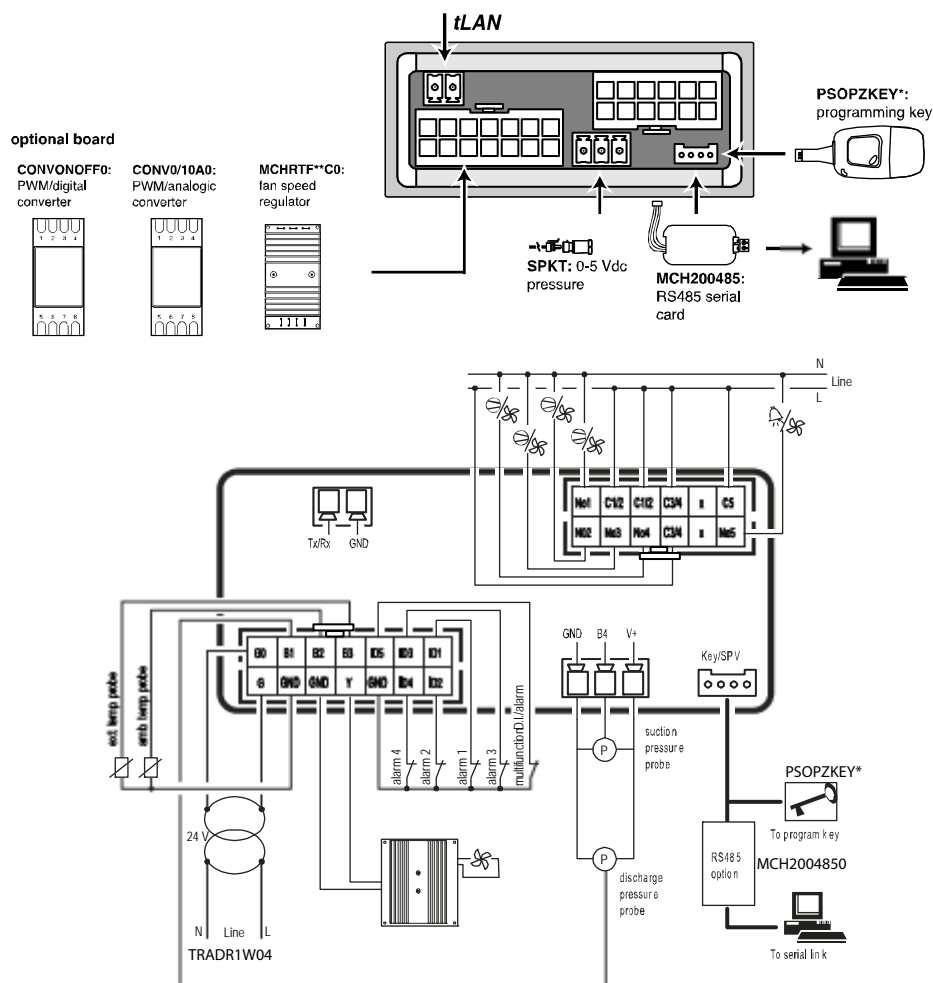 tLAN
PSOPZKEY*:
programming key
optional board
CONVONOFF0:
PWM/digital
converter
CONV0/10A0:
PWM/analogic
converter
MCHRTF**C0:
fan speed
regulator
1 2 3 4
5 6 7 8
1 2 3 4
5 6 7 8
SPKT: 0-5 Vdc
pressure
MCH200485:
RS485 serial
card
N
Line
L
No1 C1/2 C1/2 C3/4 x C5
N02 No3 No4 C3/4 x No5
Tx/Rx GND
G0 B1 B2 B3 ID5 ID3 ID1
G GND GND Y GND ID4 ID2
GND B4 V+
Key/SPV
ext. temp probe
amb temp probe
alarm 4
alarm 2
alarm 1
alarm 3
multifunctionD.I./alarm
P
suction
pressure
probe
P
discharge
pressure
probe
PSOPZKEY*
To program key
RS485
option
MCH2004850
To serial link
24 V
N Line L
TRADR1W04